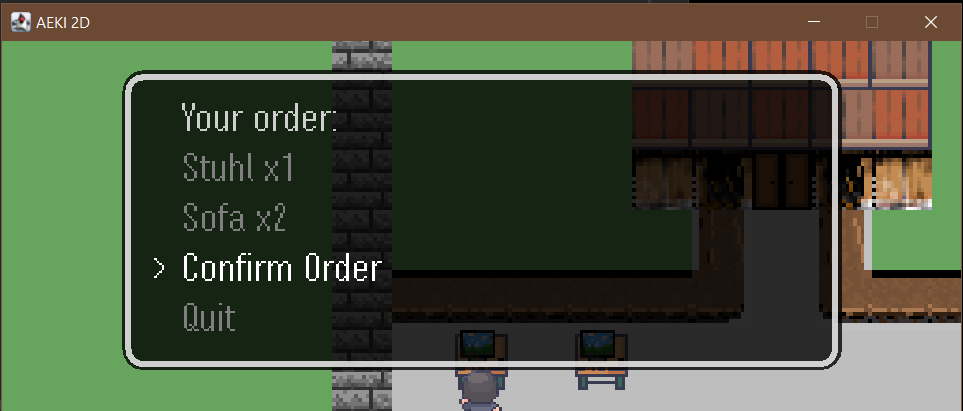 AEKI 2D
Your order:
Stuhl x1
Sofa x2
> Confirm Order
Quit